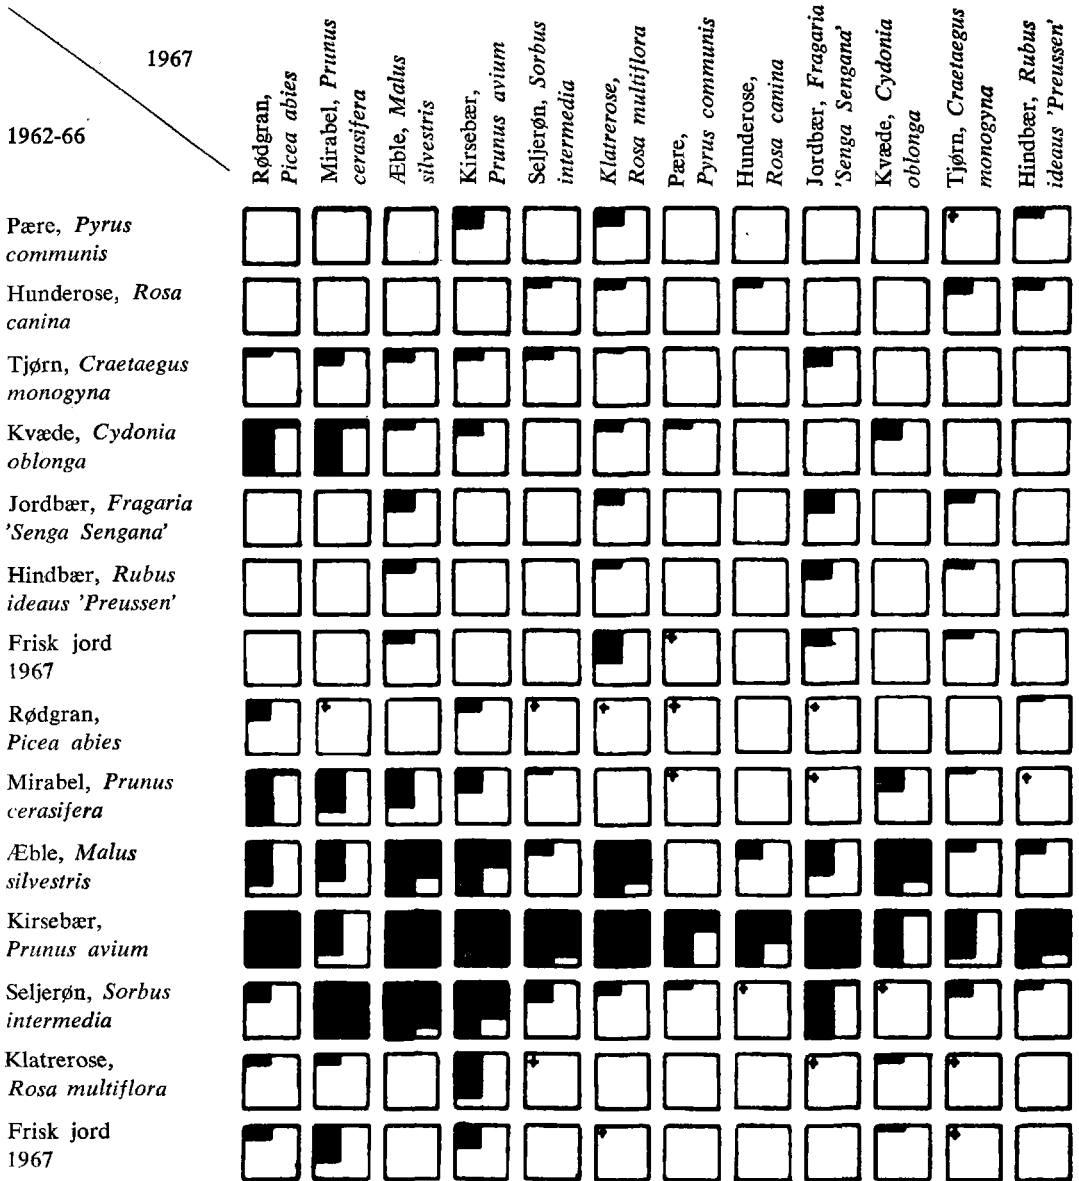 1967
1962-66
Rødgran,
Picea abies
Mirabel, Prunus
cerasifera
Æble, Malus
silvestris
Kirsebær,
Prunus avium
Seljerøn, Sorbus
intermedia
Klatrerose,
Rosa multiflora
Pære,
Pyrus communis
Hunderose,
Rosa canina
Jordbær, Fragaria
'Senga Sengana'
Kvæde, Cydonia
oblonga
Tjørn, Craetaegus
monogyna
Hindbær, Rubus
ideaus 'Preussen'
Pære, Pyrus
communis
Hunderose, Rosa
canina
Tjørn, Craetaegus
monogyna
Kvæde, Cydonia
oblonga
Jordbær, Fragaria
'Senga Sengana'
Hindbær, Rubus
ideaus 'Preussen'
Frisk jord
1967
Rødgran,
Picea abies
Mirabel, Prunus
cerasifera
Æble, Malus
silvestris
Kirsebær,
Prunus avium
Seljerøn, Sorbus
intermedia
Klatrerose,
Rosa multiflora
Frisk jord
1967